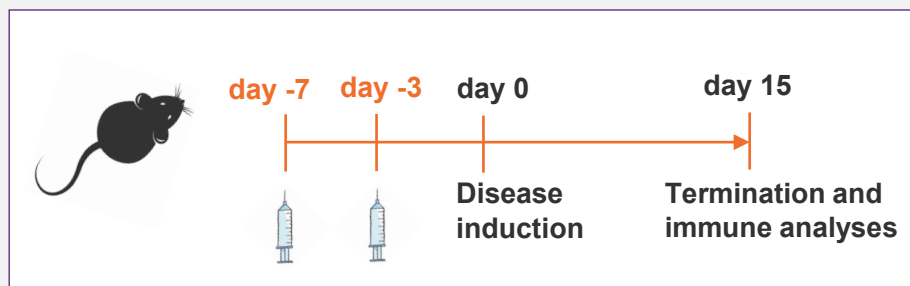 day -7
day -3
day 0
day 15
Disease
induction
Termination and
immune analyses